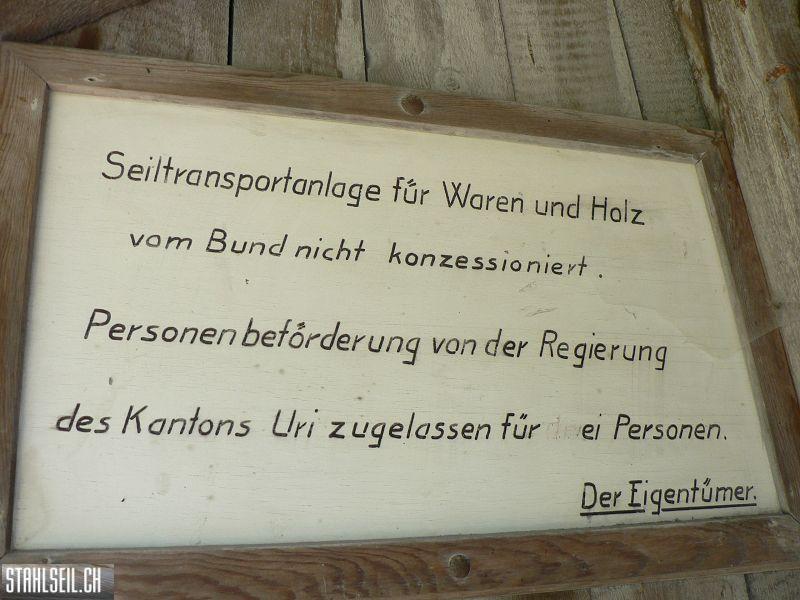 Seiltransportanlage für Waren und Holz
vom Bund nicht konzessioniert.
Personenbeförderung von der Regierung
des Kantons Uri zugelassen für ei Personen.
Der Eigentümer.
STAHLSEIL.CH